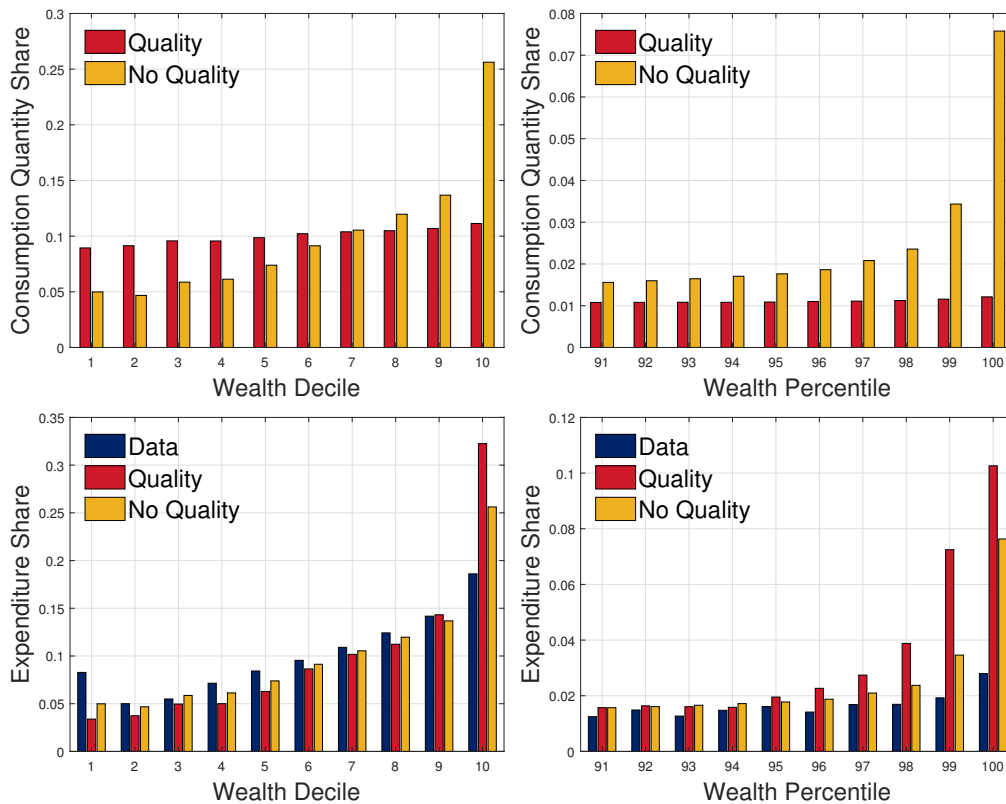 Consumption Quantity Share
0.3
0.25
0.2
0.15
0.1
0.05
0
Quality
No Quality
1 2 3 4 5 6 7 8 9 10
Wealth Decile
Consumption Quantity Share
0.08
0.07
0.06
0.05
0.04
0.03
0.02
0.01
0
Quality
No Quality
91 92 93 94 95 96 97 98 99 100
Wealth Percentile
Expenditure Share
0.35
0.3
0.25
0.2
0.15
0.1
0.05
0
Data
Quality
No Quality
1 2 3 4 5 6 7 8 9 10
Wealth Decile
Expenditure Share
0.12
0.1
0.08
0.06
0.04
0.02
0
Data
Quality
No Quality
91 92 93 94 95 96 97 98 99 100
Wealth Percentile